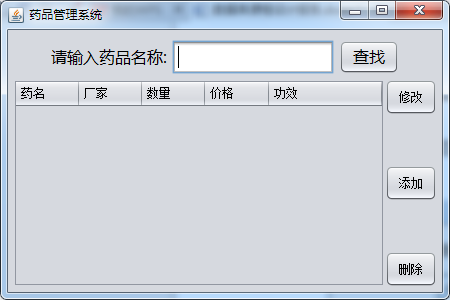 药品管理系统
请输入药品名称: 查找
药名 厂家 数量 价格 功效
修改
添加
删除